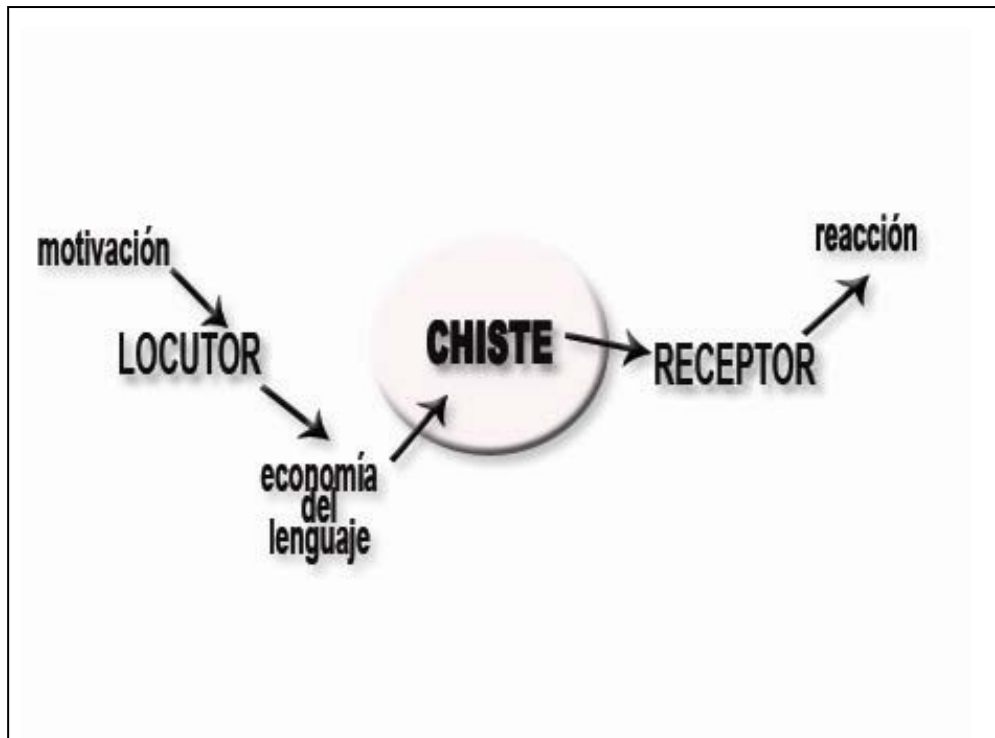 motivación
LOCUTOR
economía
del
lenguaje
CHISTE
RECEPTOR
reacción